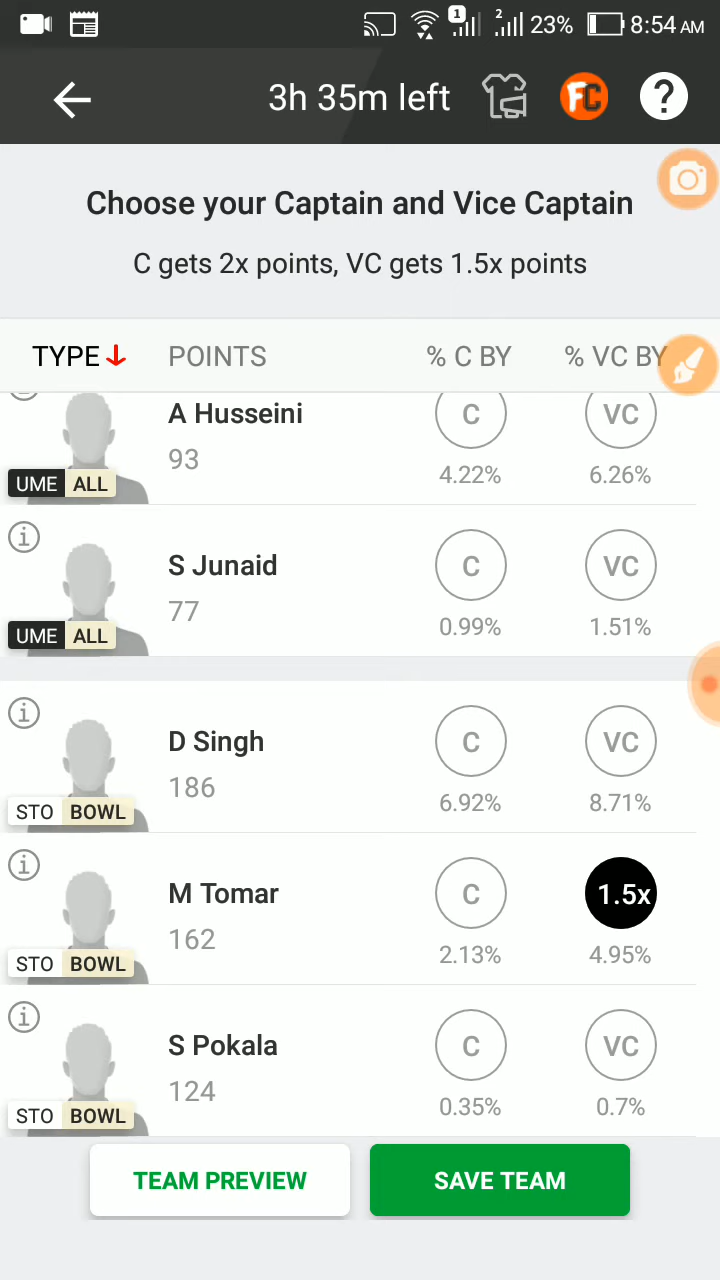 1 2 23% 8:54 AM
3h 35m left FC ?
Choose your Captain and Vice Captain
C gets 2x points, VC gets 1.5x points
TYPE POINTS % C BY % VC BY
A Husseini C VC
93 4.22% 6.26%
UME ALL
S Junaid C VC
77 0.99% 1.51%
UME ALL
D Singh C VC
186 6.92% 8.71%
STO BOWL
M Tomar C 1.5x
162 2.13% 4.95%
STO BOWL
S Pokala C VC
124 0.35% 0.7%
STO BOWL
TEAM PREVIEW SAVE TEAM